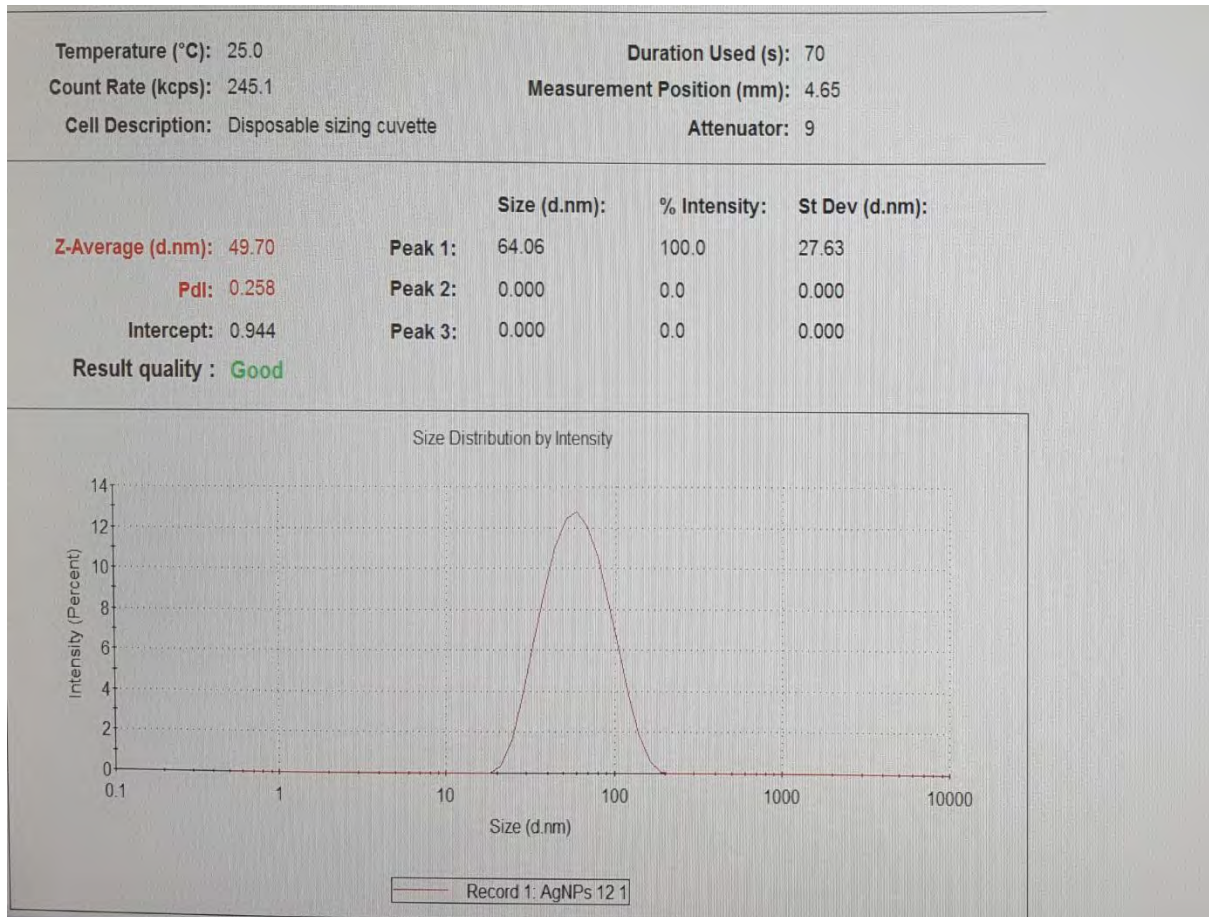 Temperature (°C): 25.0 Duration Used (s): 70
Count Rate (kcps): 245.1 Measurement Position (mm): 4.65
Cell Description: Disposable sizing cuvette Attenuator: 9
Size (d.nm): % Intensity: St Dev (d.nm):
Z-Average (d.nm): 49.70 Peak 1: 64.06 100.0 27.63
PdI: 0.258 Peak 2: 0.000 0.0 0.000
Intercept: 0.944 Peak 3: 0.000 0.0 0.000
Result quality : Good
Size Distribution by Intensity
14
12
10
8
6
4
2
0
Intensity (Percent)
0.1 1 10 100 1000 10000
Size (d.nm)
Record 1: AgNPs 12 1